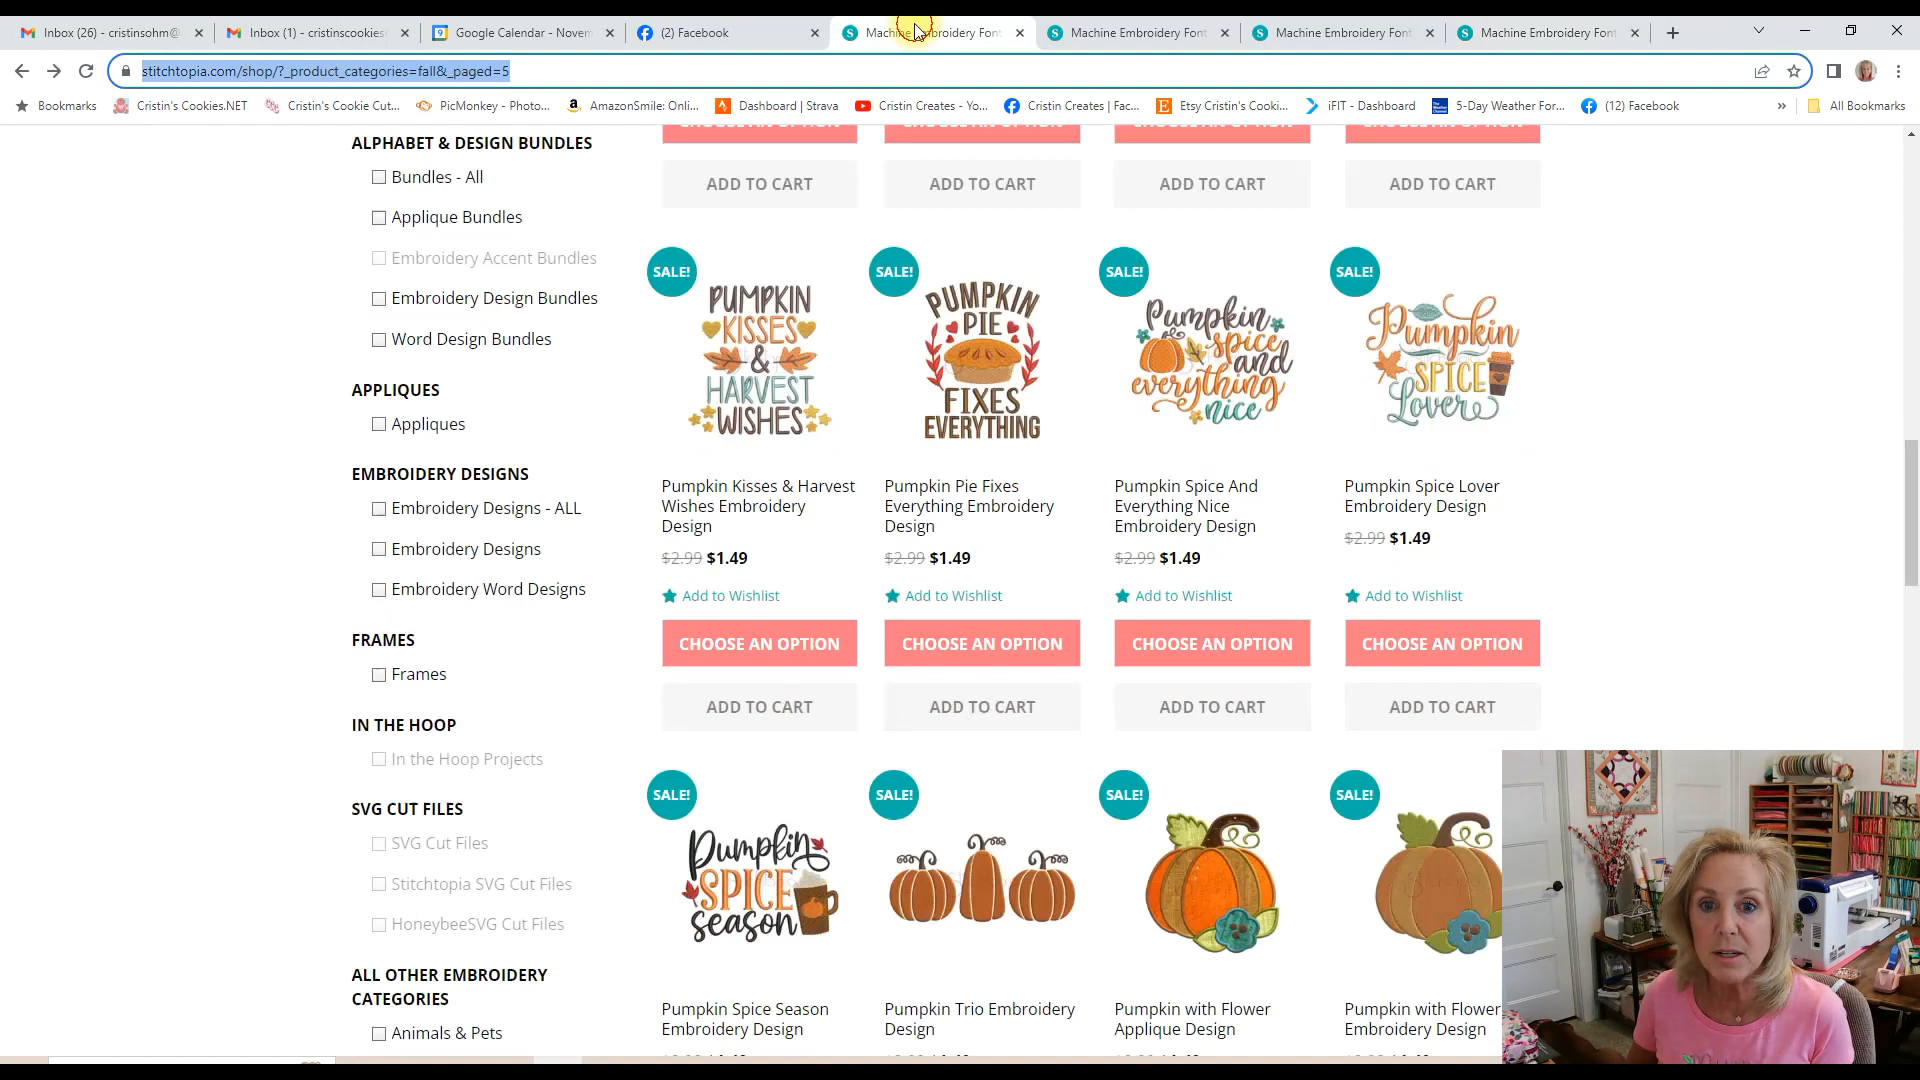 Inbox (26) - cristinsohm@
Inbox (1) - cristinscookies
Google Calendar - Novem
(2) Facebook
Machine Embroidery Font
Machine Embroidery Font
Machine Embroidery Font
Machine Embroidery Font
stitchtopia.com/shop/?_product_categories=fall&_paged=5
Bookmarks
Cristin's Cookies.NET
Cristin's Cookie Cut...
PicMonkey - Photo...
AmazonSmile: Onli...
Dashboard | Strava
Cristin Creates - Yo...
Cristin Creates | Fac...
Etsy Cristin's Cooki...
iFIT - Dashboard
5-Day Weather For...
(12) Facebook
»
All Bookmarks
ALPHABET & DESIGN BUNDLES
Bundles - All
Applique Bundles
Embroidery Accent Bundles
Embroidery Design Bundles
Word Design Bundles
APPLIQUES
Appliques
EMBROIDERY DESIGNS
Embroidery Designs - ALL
Embroidery Designs
Embroidery Word Designs
FRAMES
Frames
IN THE HOOP
In the Hoop Projects
SVG CUT FILES
SVG Cut Files
Stitchtopia SVG Cut Files
HoneybeeSVG Cut Files
ALL OTHER EMBROIDERY
CATEGORIES
Animals & Pets
CHOOSE AN OPTION
CHOOSE AN OPTION
CHOOSE AN OPTION
CHOOSE AN OPTION
ADD TO CART
ADD TO CART
ADD TO CART
ADD TO CART
SALE!
PUMPKIN
KISSES
&
HARVEST
WISHES
Pumpkin Kisses & Harvest
Wishes Embroidery
Design
$2.99 $1.49
Add to Wishlist
CHOOSE AN OPTION
ADD TO CART
SALE!
PUMPKIN
PIE
FIXES
EVERYTHING
Pumpkin Pie Fixes
Everything Embroidery
Design
$2.99 $1.49
Add to Wishlist
CHOOSE AN OPTION
ADD TO CART
SALE!
Pumpkin
spice
and
everything
nice
Pumpkin Spice And
Everything Nice
Embroidery Design
$2.99 $1.49
Add to Wishlist
CHOOSE AN OPTION
ADD TO CART
SALE!
Pumpkin
SPICE
Lover
Pumpkin Spice Lover
Embroidery Design
$2.99 $1.49
Add to Wishlist
CHOOSE AN OPTION
ADD TO CART
SALE!
Pumpkin
SPICE
season
Pumpkin Spice Season
Embroidery Design
SALE!
Pumpkin Trio Embroidery
Design
SALE!
Pumpkin with Flower
Applique Design
SALE!
Pumpkin with Flower
Embroidery Design